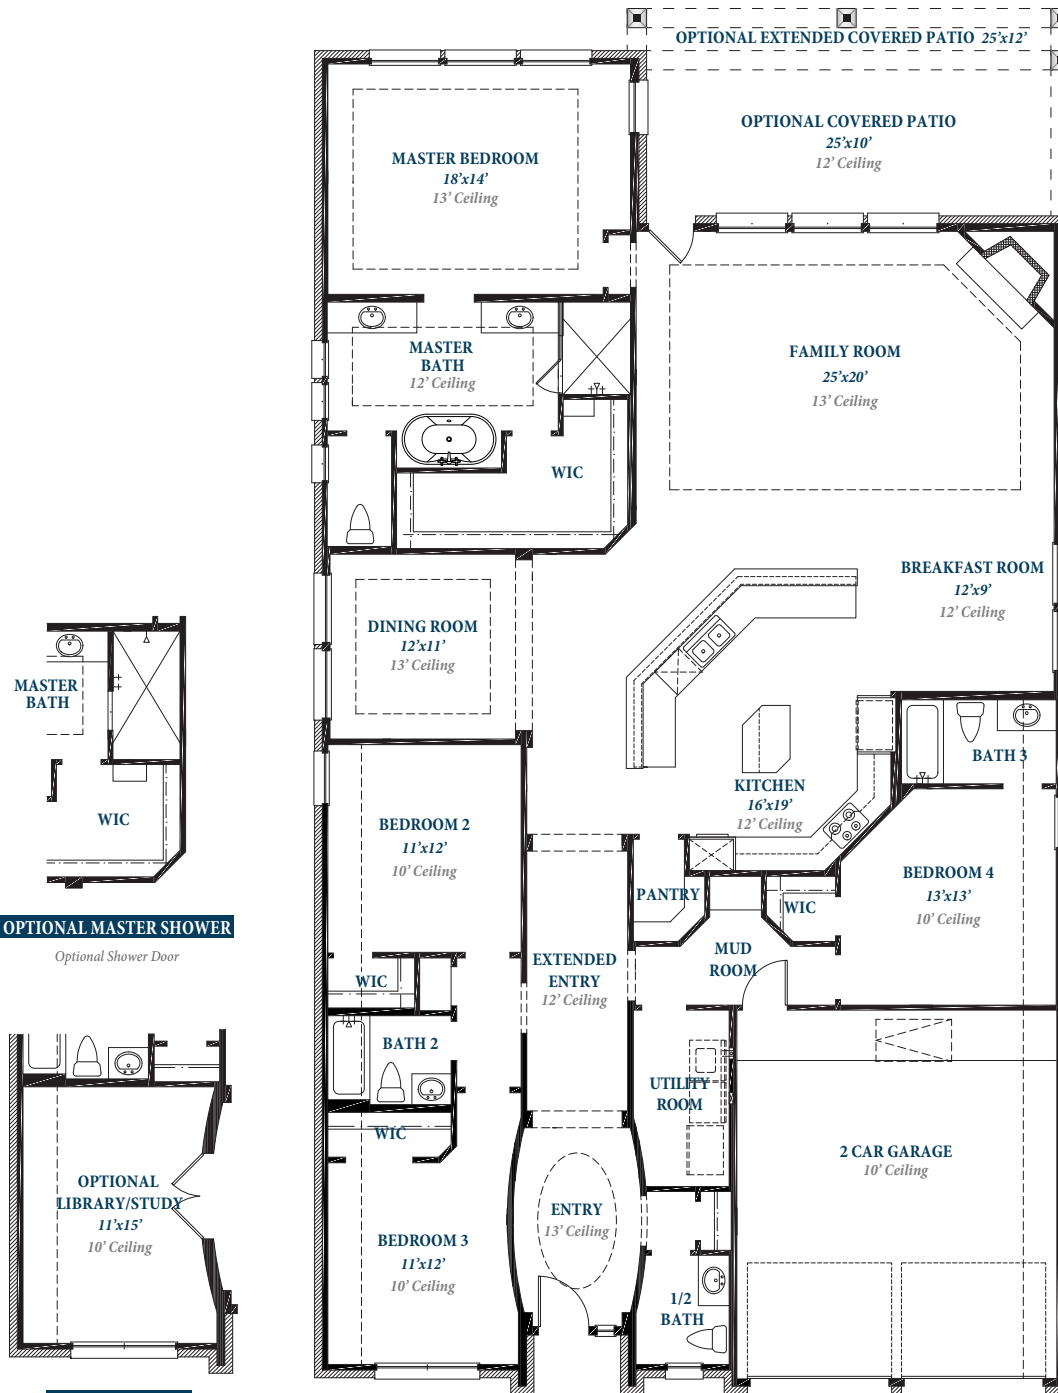 OPTIONAL EXTENDED COVERED PATIO 25'x12'
OPTIONAL COVERED PATIO
25'x10'
12' Ceiling
MASTER BEDROOM
18'x14'
13' Ceiling
MASTER
BATH
12' Ceiling
FAMILY ROOM
25'x20'
13' Ceiling
WIC
BREAKFAST ROOM
12'x9'
12' Ceiling
DINING ROOM
12'x11'
13' Ceiling
MASTER
BATH
WIC
OPTIONAL MASTER SHOWER
Optional Shower Door
BATH 3
KITCHEN
16'x19'
12' Ceiling
BEDROOM 2
11'x12'
10' Ceiling
BEDROOM 4
13'x13'
10' Ceiling
PANTRY
WIC
MUD
ROOM
EXTENDED
ENTRY
12' Ceiling
WIC
BATH 2
UTILITY
ROOM
WIC
2 CAR GARAGE
10' Ceiling
OPTIONAL
LIBRARY/STUDY
11'x15'
10' Ceiling
ENTRY
13' Ceiling
BEDROOM 3
11'x12'
10' Ceiling
1/2
BATH